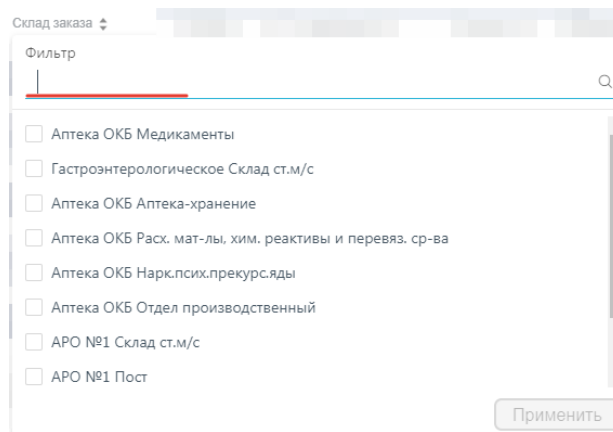 Склад заказа
Фильтр
Аптека ОКБ Медикаменты
Гастроэнтерологическое Склад ст.м/с
Аптека ОКБ Аптека-хранение
Аптека ОКБ Расх. мат-лы, хим. реактивы и перевяз. ср-ва
Аптека ОКБ Нарк.псих.прекурс.яды
Аптека ОКБ Отдел производственный
АРО №1 Склад ст.м/с
АРО №1 Пост
Применить